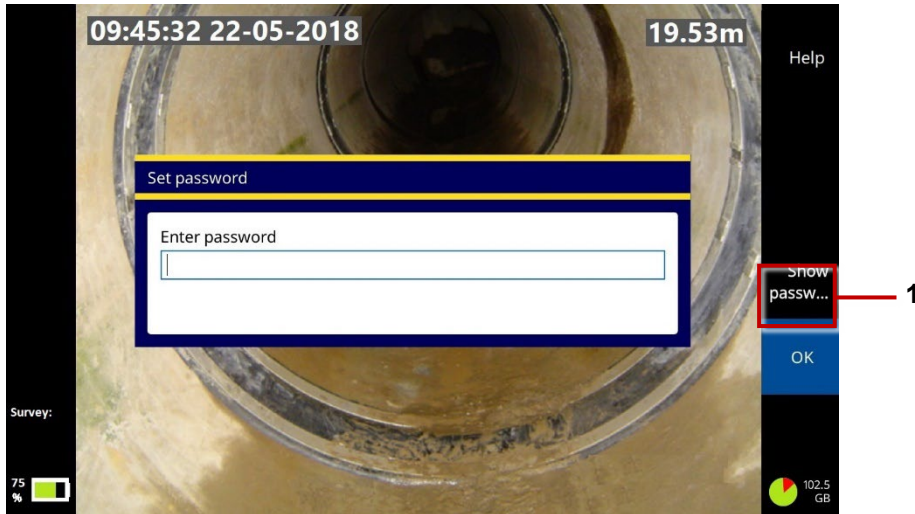 09:45:32 22-05-2018
19.53m
Help
Set password
Enter password
Show
passw...
1
OK
Survey:
75
%
102.5
GB